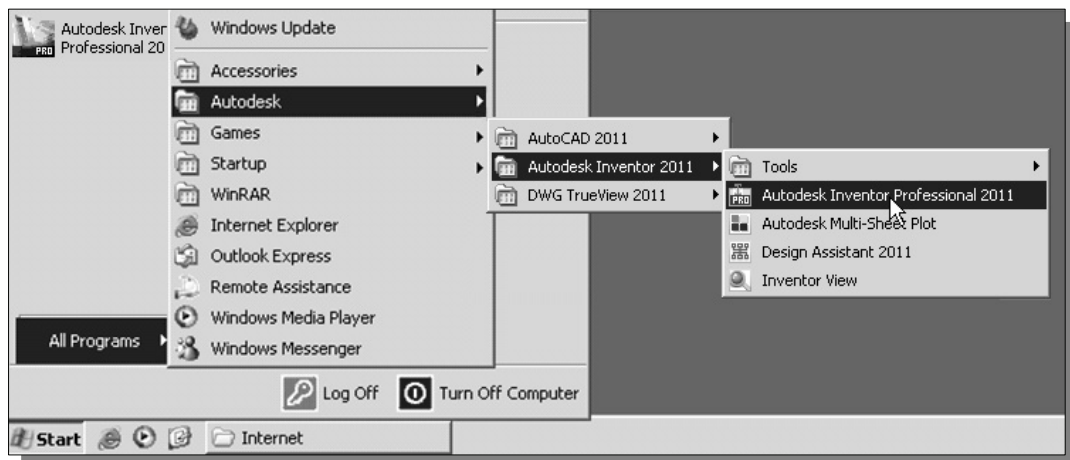 Autodesk Inver
PRO Professional 20
All Programs
Windows Update
Accessories
Autodesk
Games
Startup
WinRAR
Internet Explorer
Outlook Express
Remote Assistance
Windows Media Player
Windows Messenger
AutoCAD 2011
Autodesk Inventor 2011
DWG TrueView 2011
Tools
PRO Autodesk Inventor Professional 2011
Autodesk Multi-Sheet Plot
Design Assistant 2011
Inventor View
Log Off
Turn Off Computer
Start
Internet